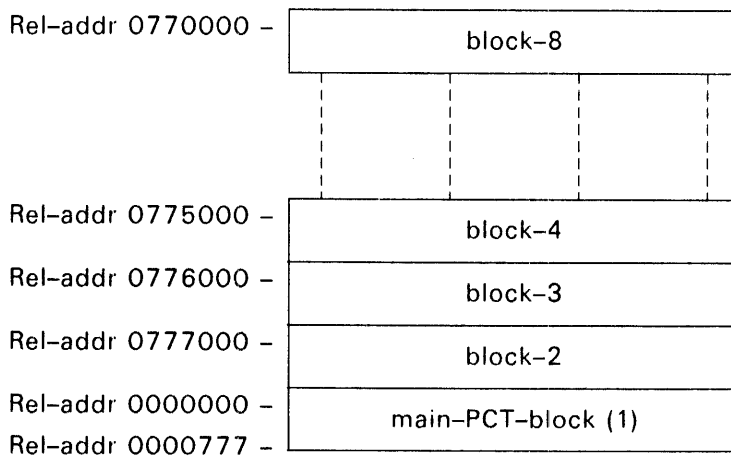 Rel-addr 0770000 - block-8
Rel-addr 0775000 - block-4
Rel-addr 0776000 - block-3
Rel-addr 0777000 - block-2
Rel-addr 0000000 - main-PCT-block (1)
Rel-addr 0000777 -